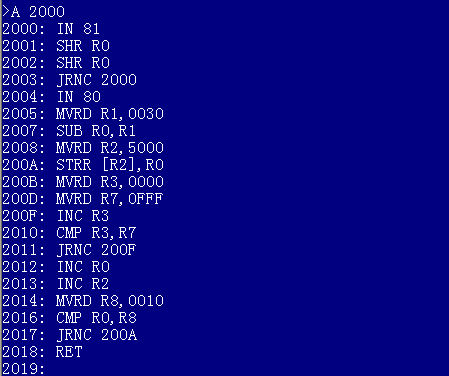 >A 2000
2000: IN 81
2001: SHR R0
2002: SHR R0
2003: JRNC 2000
2004: IN 80
2005: MVRD R1,0030
2007: SUB R0,R1
2008: MVRD R2,5000
200A: STRR [R2],R0
200B: MVRD R3,0000
200D: MVRD R7,0FFF
200F: INC R3
2010: CMP R3,R7
2011: JRNC 200F
2012: INC R0
2013: INC R2
2014: MVRD R8,0010
2016: CMP R0,R8
2017: JRNC 200A
2018: RET
2019: